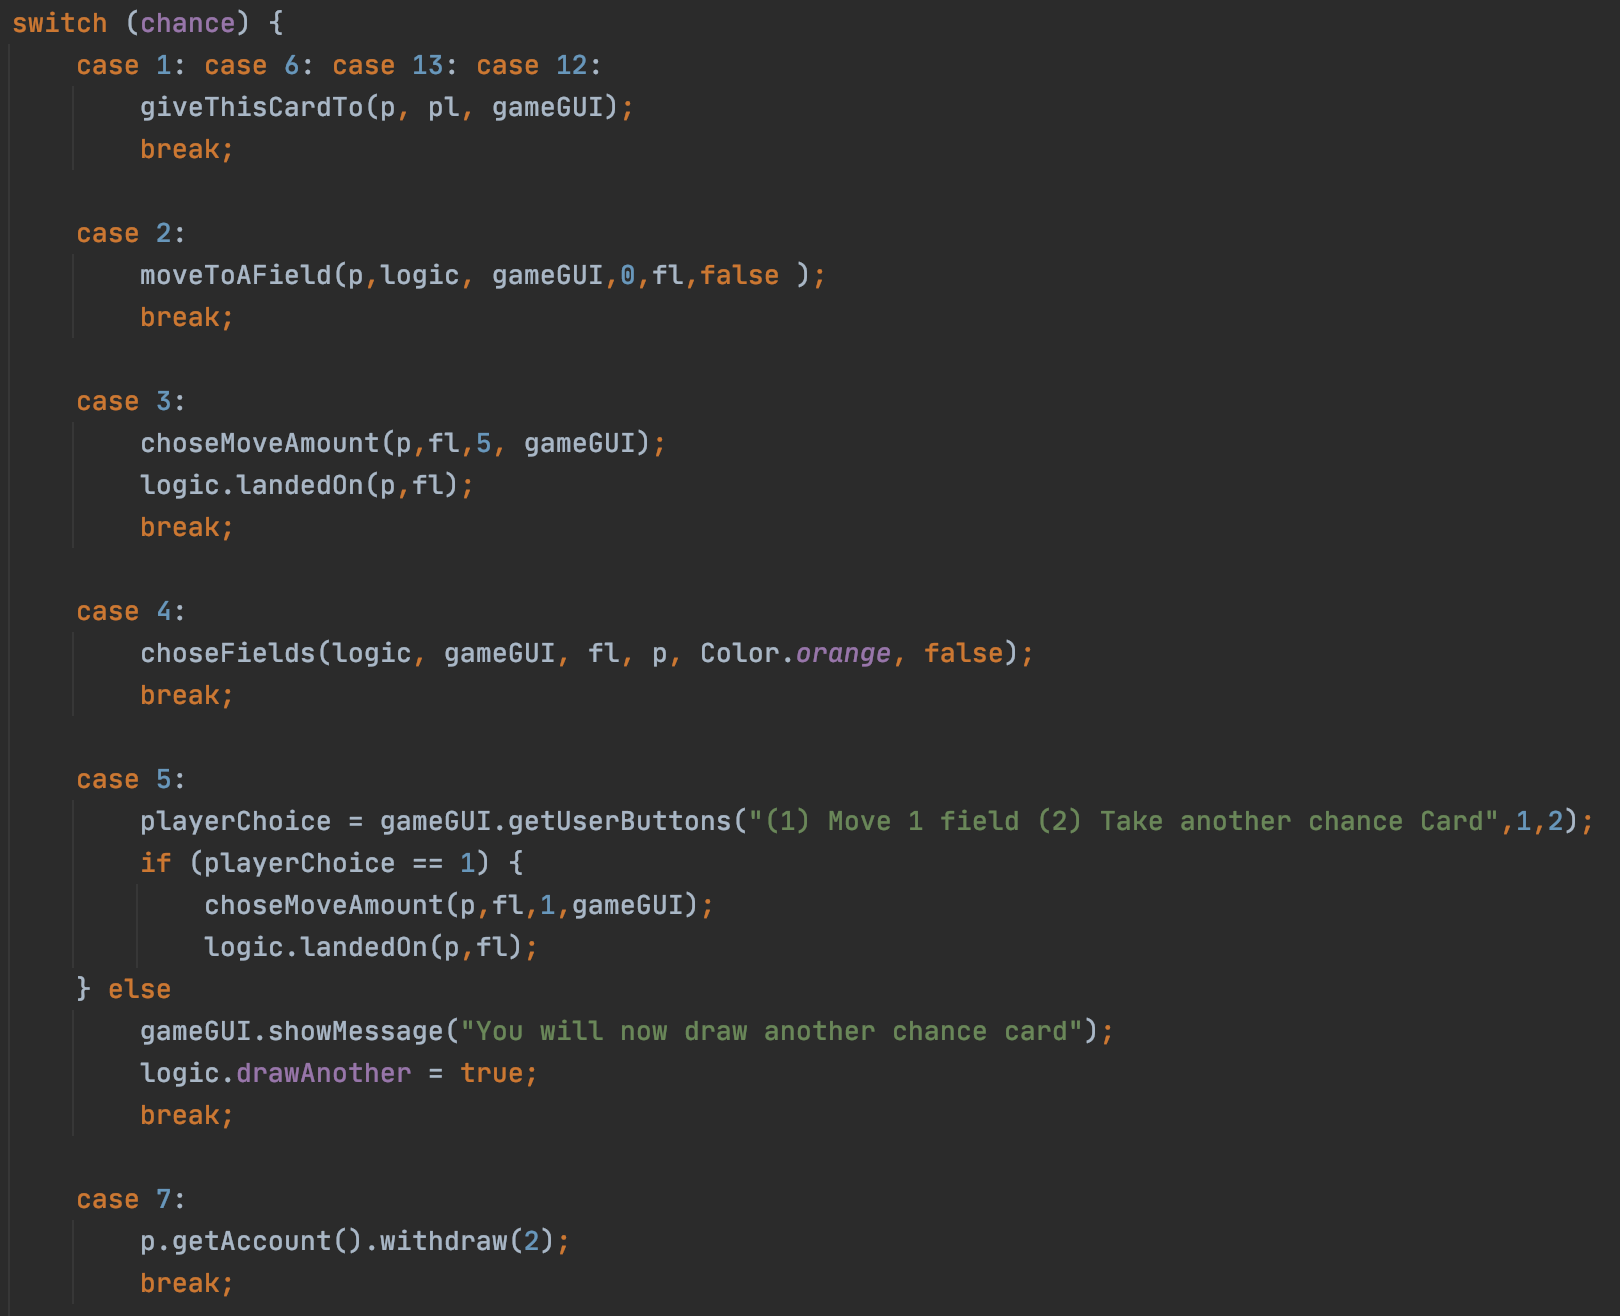 switch (chance) {
    case 1: case 6: case 13: case 12:
        giveThisCardTo(p, pl, gameGUI);
        break;

    case 2:
        moveToAField(p,logic, gameGUI,0,fl,false );
        break;

    case 3:
        choseMoveAmount(p,fl,5, gameGUI);
        logic.landedOn(p,fl);
        break;

    case 4:
        choseFields(logic, gameGUI, fl, p, Color.orange, false);
        break;

    case 5:
        playerChoice = gameGUI.getUserButtons("(1) Move 1 field (2) Take another chance Card",1,2);
        if (playerChoice == 1) {
            choseMoveAmount(p,fl,1,gameGUI);
            logic.landedOn(p,fl);
    } else
        gameGUI.showMessage("You will now draw another chance card");
        logic.drawAnother = true;
        break;

    case 7:
        p.getAccount().withdraw(2);
        break;